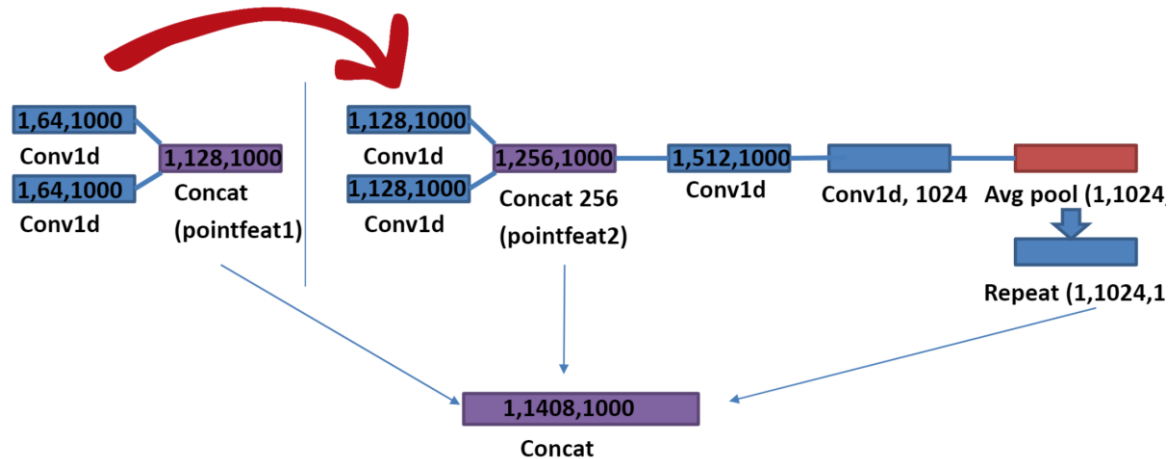 1,64,1000
Conv1d
1,64,1000
Conv1d
1,128,1000
Concat
(pointfeat1)
1,128,1000
Conv1d
1,128,1000
Conv1d
1,256,1000
Concat 256
(pointfeat2)
1,512,1000
Conv1d
Conv1d, 1024
Avg pool (1,1024,
Repeat (1,1024,1
1,1408,1000
Concat